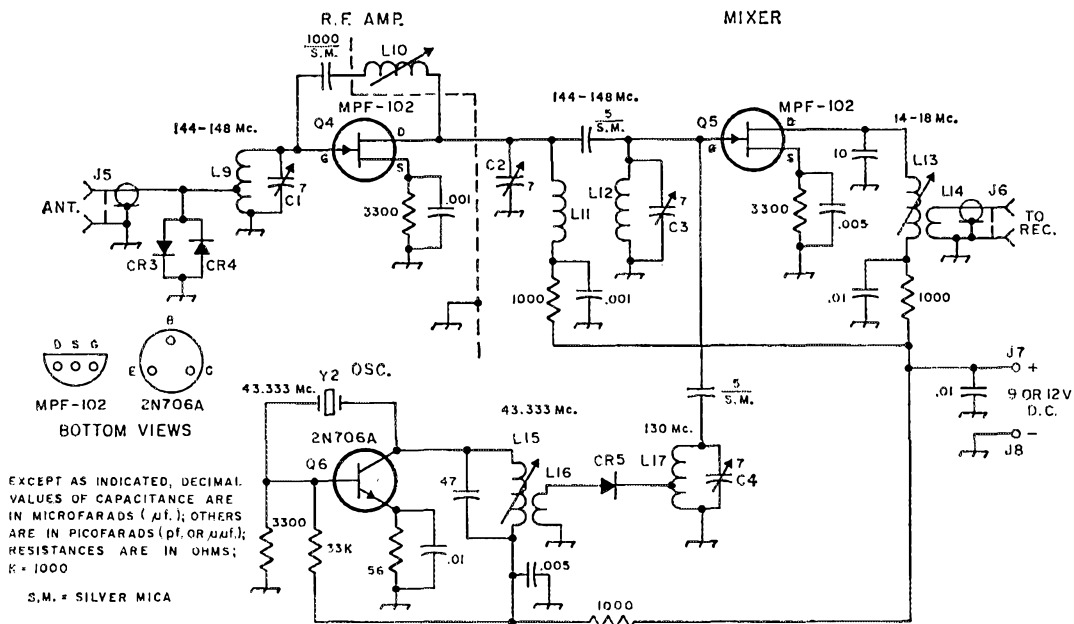 R.F. AMP.
MIXER
1000
S.M.
L10
MPF-102
Q4
D
G
S
144-148 Mc.
L9
7
C1
J5
ANT.
CR3
CR4
3300
.001
C2
7
144-148 Mc.
5
S.M.
L11
L12
7
C3
1000
.001
MPF-102
Q5
D
G
S
3300
.005
14-18 Mc.
10
L13
L14
J6
TO
REC.
.01
1000
J7
+
.01
9 OR 12V
D.C.
-
J8
D S G
MPF-102
B
E
C
2N706A
BOTTOM VIEWS
43.333 Mc.
Y2
OSC.
2N706A
Q6
3300
33K
56
.01
47
43.333 Mc.
L15
L16
.005
CR5
130 Mc.
L17
7
C4
5
S.M.
1000
EXCEPT AS INDICATED, DECIMAL
VALUES OF CAPACITANCE ARE
IN MICROFARADS (µf.); OTHERS
ARE IN PICOFARADS (pf. OR µµf.);
RESISTANCES ARE IN OHMS;
K = 1000
S.M. = SILVER MICA